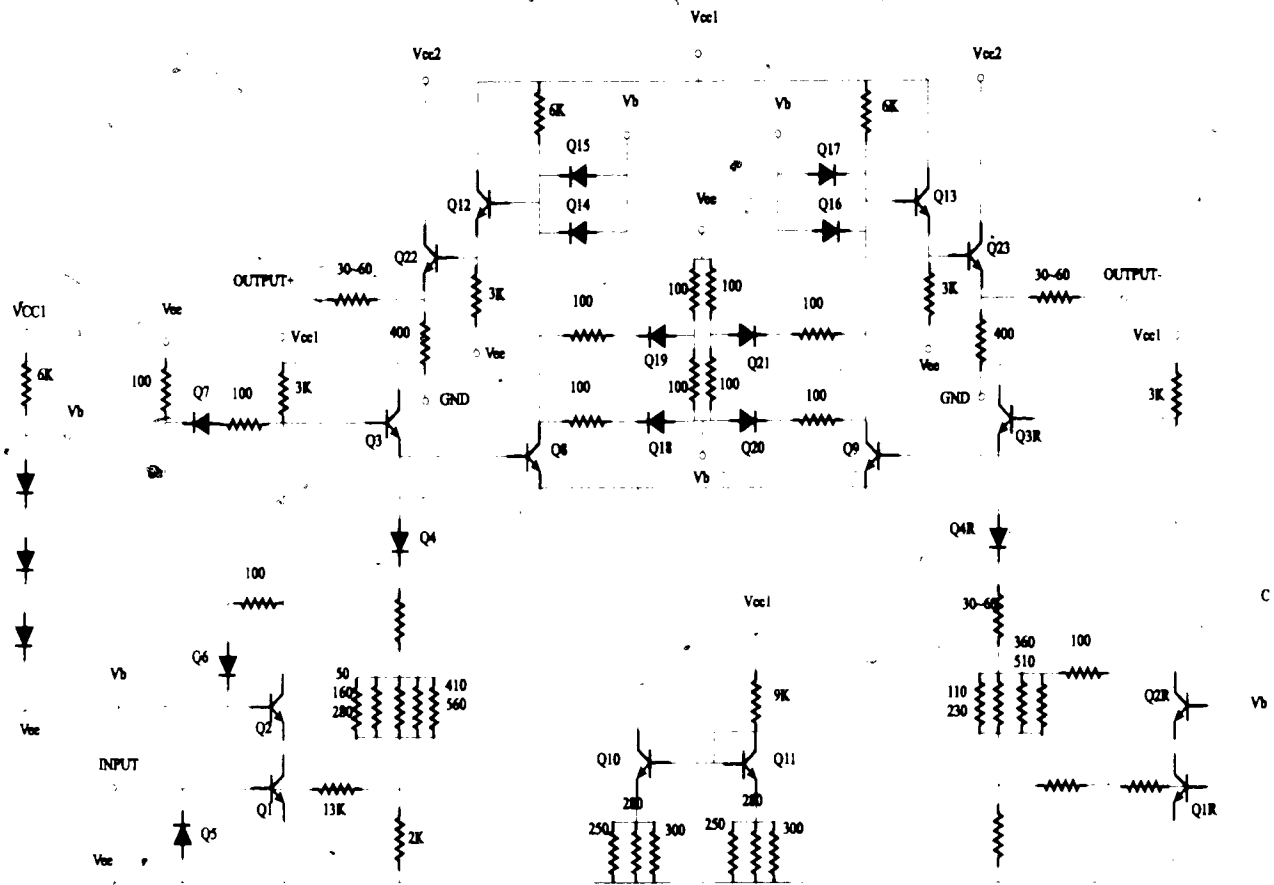 Vcc1
Vcc2
Vcc2
6K
Vb
Vb
6K
Q15
Q17
Q12
Q14
Vee
Q16
Q13
Q22
Q23
OUTPUT+
30~60
3K
100
100
100
100
3K
30~60
OUTPUT-
VCC1
Vee
Vcc1
400
Vee
Q19
Q21
Vee
400
Vcc1
6K
100
Q7
100
3K
100
100
100
100
3K
Vb
GND
GND
Q3
Q8
Q18
Q20
Q9
Q3R
Vb
Q4
Q4R
100
Vcc1
30~60
C
Q6
360
510
100
Vb
50
160
280
410
560
9K
110
230
Q2R
Vb
Vee
Q2
INPUT
Q10
Q11
Q1
13K
280
280
Q1R
Q5
2K
250
300
250
300
Vee